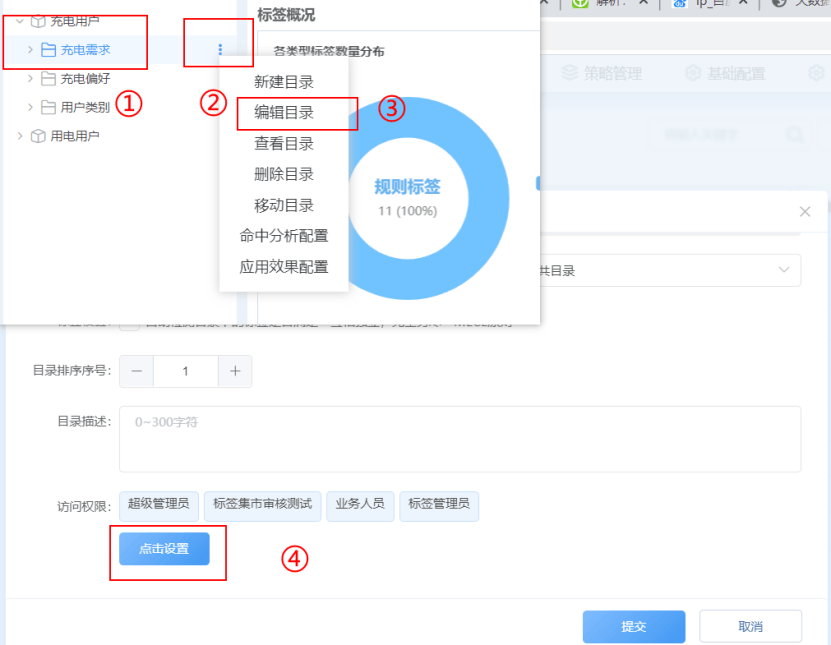 充电用户
充电需求
充电偏好
用户类别
用电用户
①
②
③
④
标签概况
各类型标签数量分布
新建目录
编辑目录
查看目录
删除目录
移动目录
命中分析配置
应用效果配置
规则标签
11 (100%)
解析:
策略管理
基础配置
共目录
目录排序序号:
1
目录描述:
0~300字符
访问权限:
超级管理员
标签集市审核测试
业务人员
标签管理员
点击设置
提交
取消